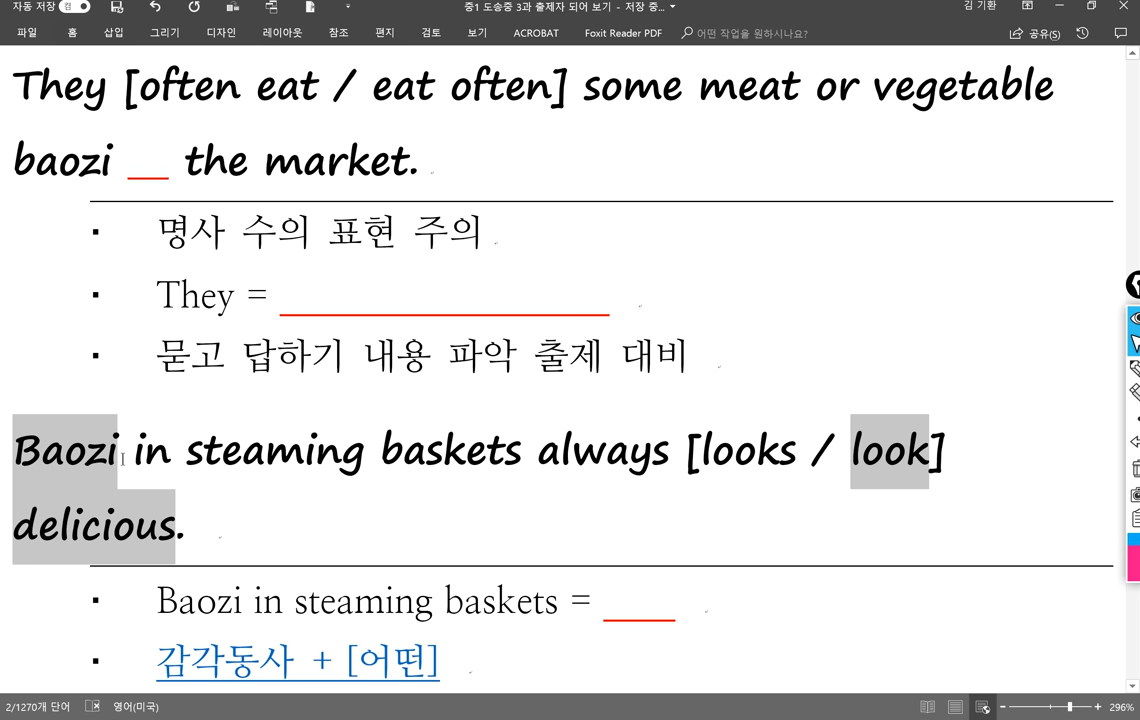 자동 저장 컴 중1 도송중 3과 출제자 되어 보기 - 저장 중... 김 기환
파일 홈 삽입 그리기 디자인 레이아웃 참조 편지 검토 보기 ACROBAT Foxit Reader PDF 어떤 작업을 원하시나요? 공유(S)
They [often eat / eat often] some meat or vegetable
baozi __ the market.
▪ 명사 수의 표현 주의
▪ They = ____________
▪ 묻고 답하기 내용 파악 출제 대비
Baozi in steaming baskets always [looks / look]
delicious.
▪ Baozi in steaming baskets = ___
▪ 감각동사 + [어떤]
2/1270개 단어 영어(미국) 296%